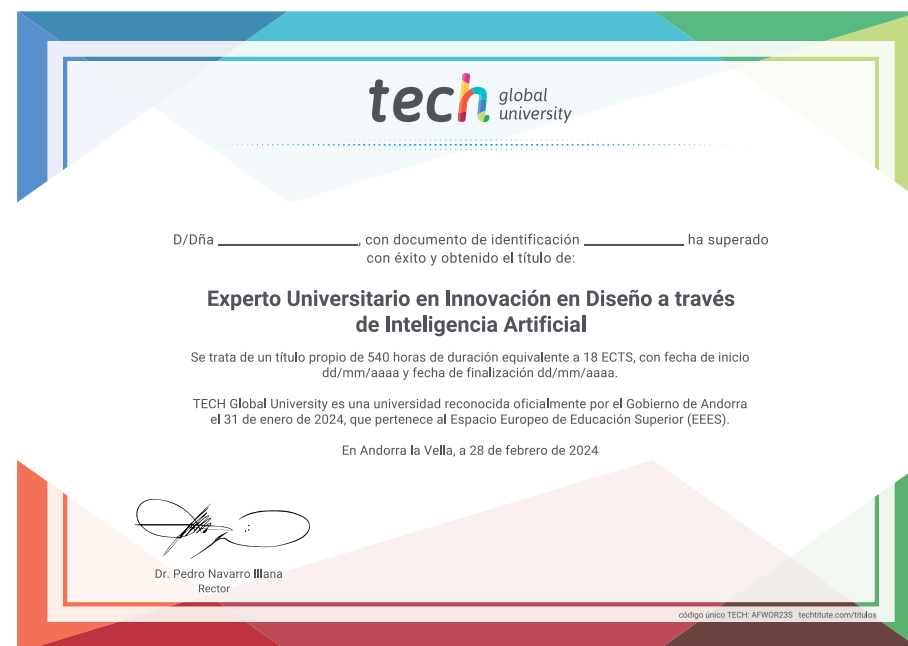 tech global
university
D/Dña ____________________, con documento de identificación ______________ ha superado
con éxito y obtenido el título de:
Experto Universitario en Innovación en Diseño a través
de Inteligencia Artificial
Se trata de un título propio de 540 horas de duración equivalente a 18 ECTS, con fecha de inicio
dd/mm/aaaa y fecha de finalización dd/mm/aaaa.
TECH Global University es una universidad reconocida oficialmente por el Gobierno de Andorra
el 31 de enero de 2024, que pertenece al Espacio Europeo de Educación Superior (EEES).
En Andorra la Vella, a 28 de febrero de 2024
Dr. Pedro Navarro Illana
Rector
código único TECH: AFWOR23S techtitute.com/titulos